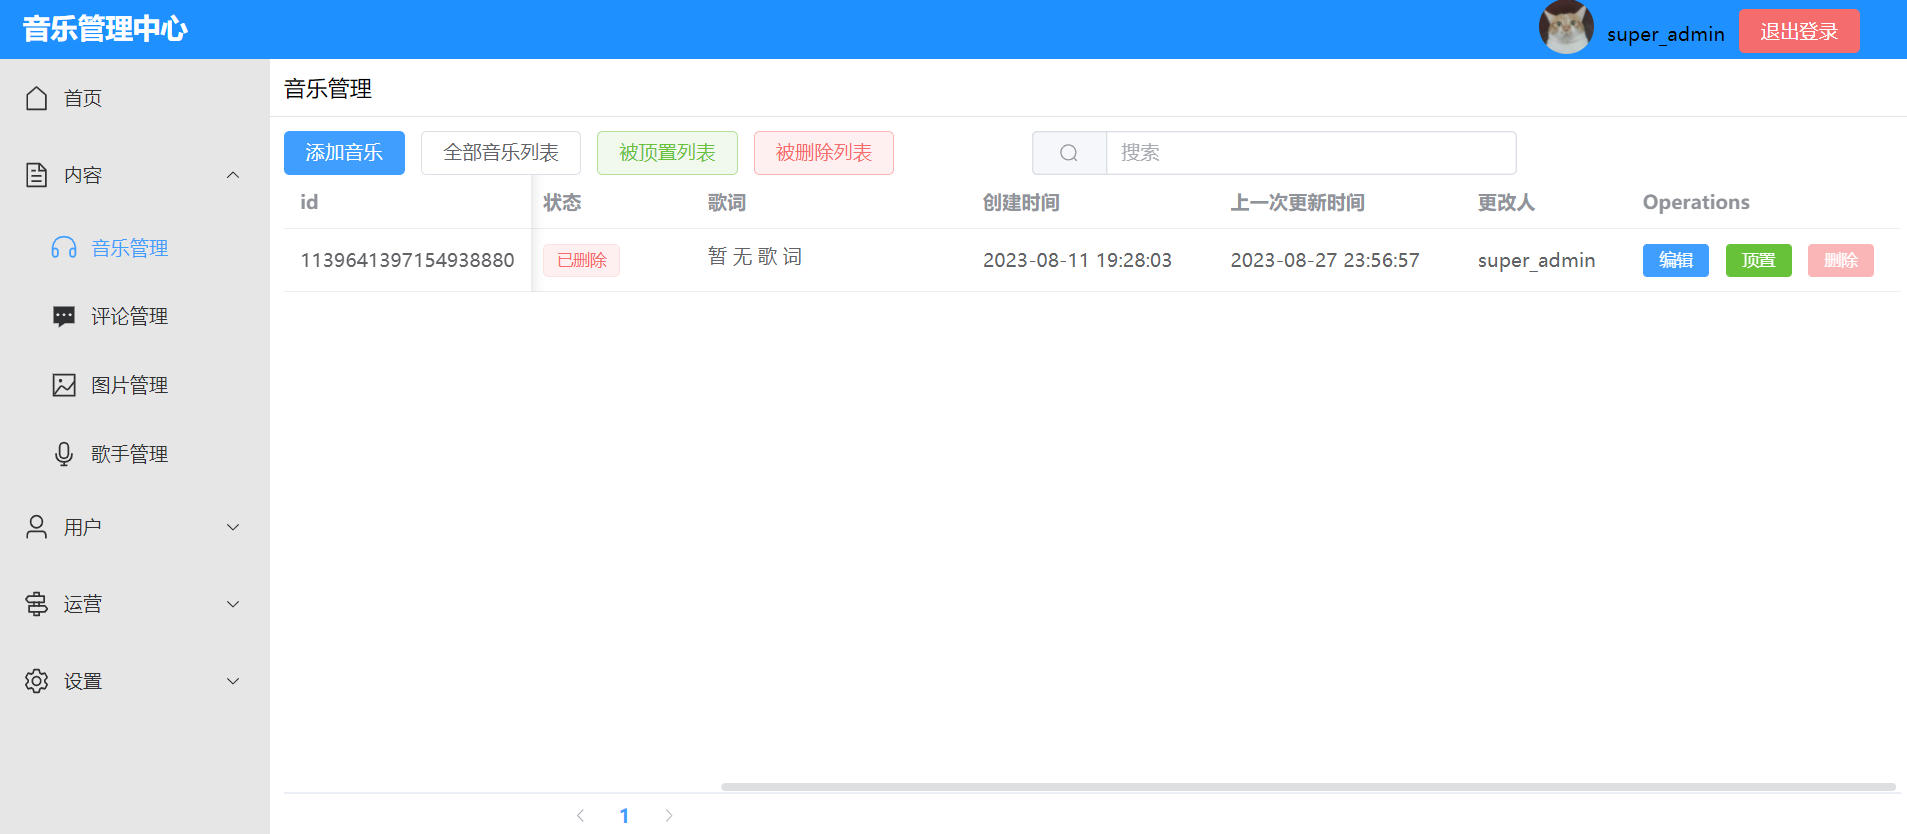 音乐管理中心
super_admin
退出登录
首页
内容
音乐管理
评论管理
图片管理
歌手管理
用户
运营
设置
音乐管理
添加音乐 全部音乐列表 被顶置列表 被删除列表 搜索
id 状态 歌词 创建时间 上一次更新时间 更改人 Operations
1139641397154938880 已删除 暂无歌词 2023-08-11 19:28:03 2023-08-27 23:56:57 super_admin 编辑 顶置 删除
1